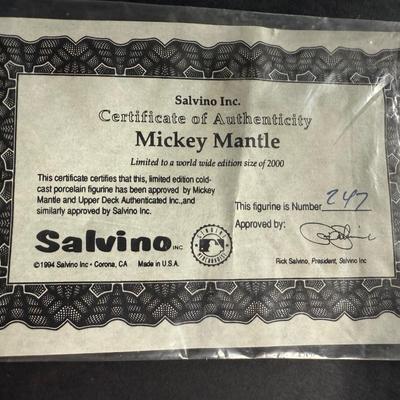 Salvino Inc.
Certificate of Authenticity
Mickey Mantle
Limited to a world wide edition size of 2000
This certificate certifies that this, limited edition cold-
cast porcelain figurine has been approved by Mickey
Mantle and Upper Deck Authenticated Inc.,and
similarly approved by Salvino Inc.
This figurine is Number 247
Approved by:
Salvino INC
©1994 Salvino Inc • Corona, CA Made in U.S.A.
GENUINE MERCHANDISE
Rick Salvino, President, Salvino Inc